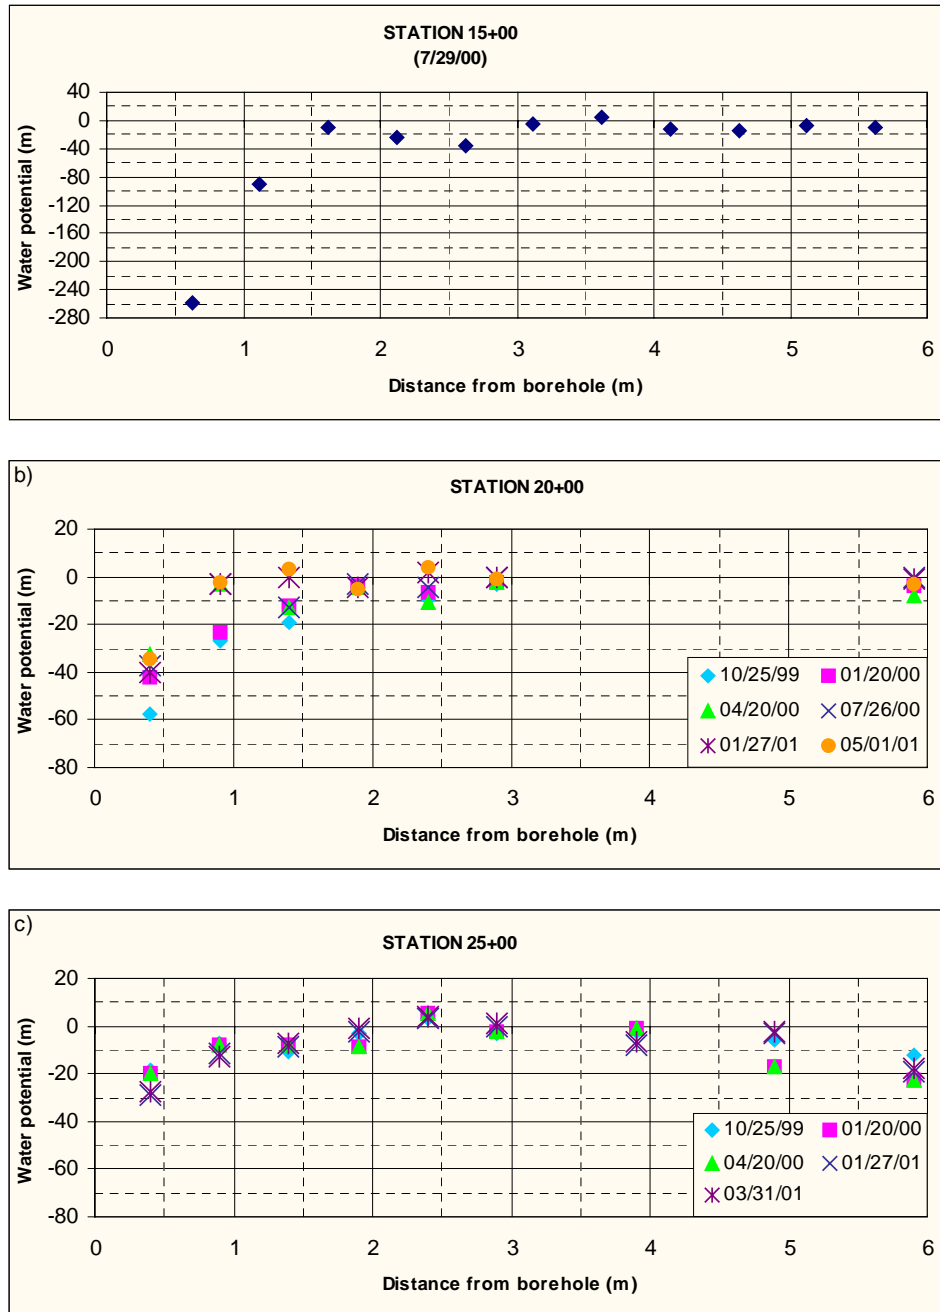 STATION 15+00
(7/29/00)
40
0
-40
-80
-120
-160
-200
-240
-280
Water potential (m)
0 1 2 3 4 5 6
Distance from borehole (m)
b)
STATION 20+00
20
0
-20
-40
-60
-80
Water potential (m)
10/25/99 01/20/00
04/20/00 07/26/00
01/27/01 05/01/01
0 1 2 3 4 5 6
Distance from borehole (m)
c)
STATION 25+00
20
0
-20
-40
-60
-80
Water potential (m)
10/25/99 01/20/00
04/20/00 01/27/01
03/31/01
0 1 2 3 4 5 6
Distance from borehole (m)